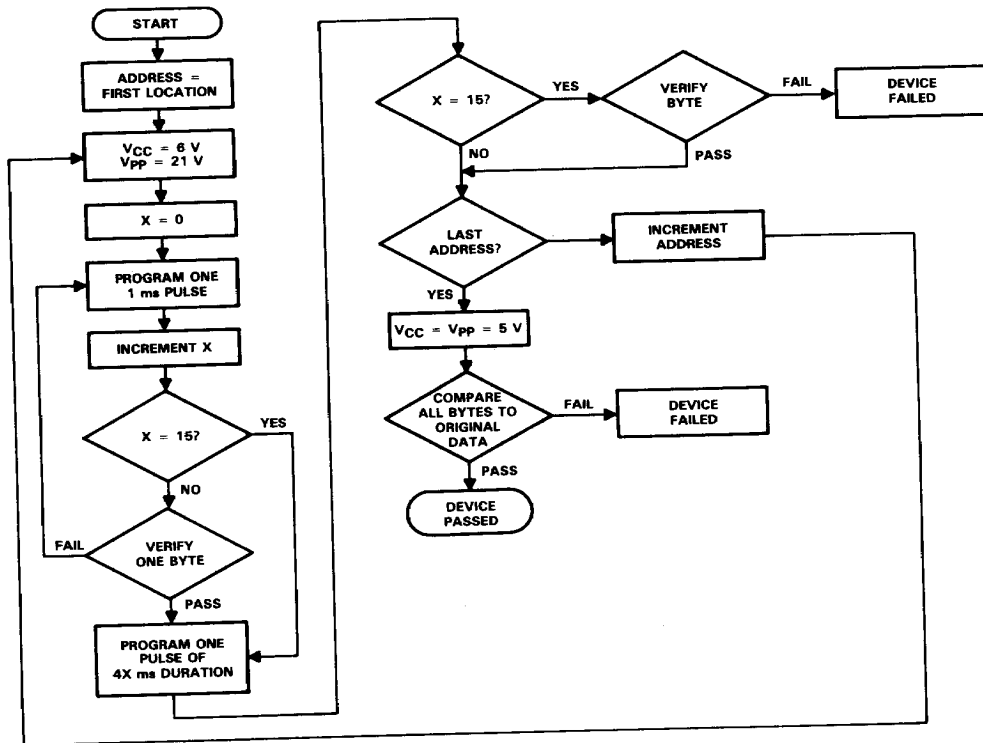 START
ADDRESS =
FIRST LOCATION
VCC = 6 V
VPP = 21 V
X = 0
PROGRAM ONE
1 ms PULSE
INCREMENT X
X = 15?
YES
NO
VERIFY
ONE BYTE
FAIL
PASS
PROGRAM ONE
PULSE OF
4X ms DURATION
X = 15?
YES
VERIFY
BYTE
FAIL
DEVICE
FAILED
NO
PASS
LAST
ADDRESS?
INCREMENT
ADDRESS
YES
VCC = VPP = 5 V
COMPARE
ALL BYTES TO
ORIGINAL
DATA
FAIL
DEVICE
FAILED
PASS
DEVICE
PASSED